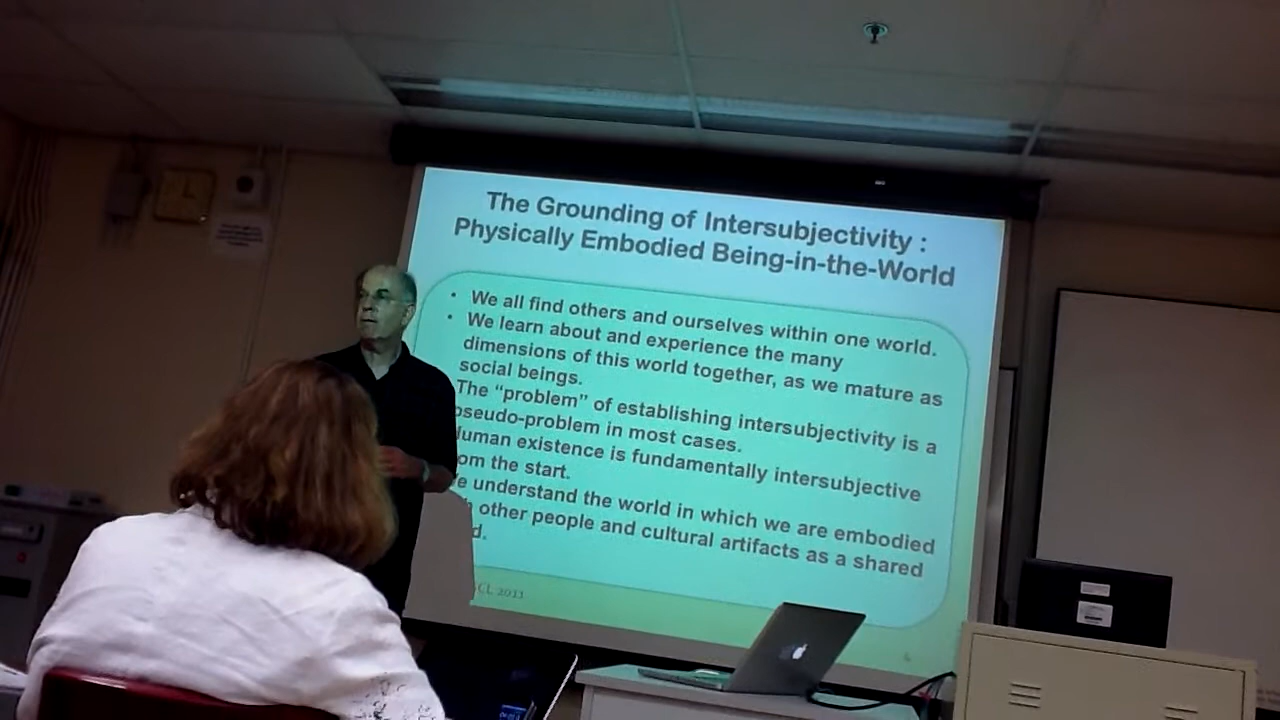 The Grounding of Intersubjectivity :
Physically Embodied Being-in-the-World
• We all find others and ourselves within one world.
• We learn about and experience the many
dimensions of this world together, as we mature as
social beings.
The “problem” of establishing intersubjectivity is a
pseudo-problem in most cases.
Human existence is fundamentally intersubjective
om the start.
e understand the world in which we are embodied
other people and cultural artifacts as a shared
d.
CL 2013